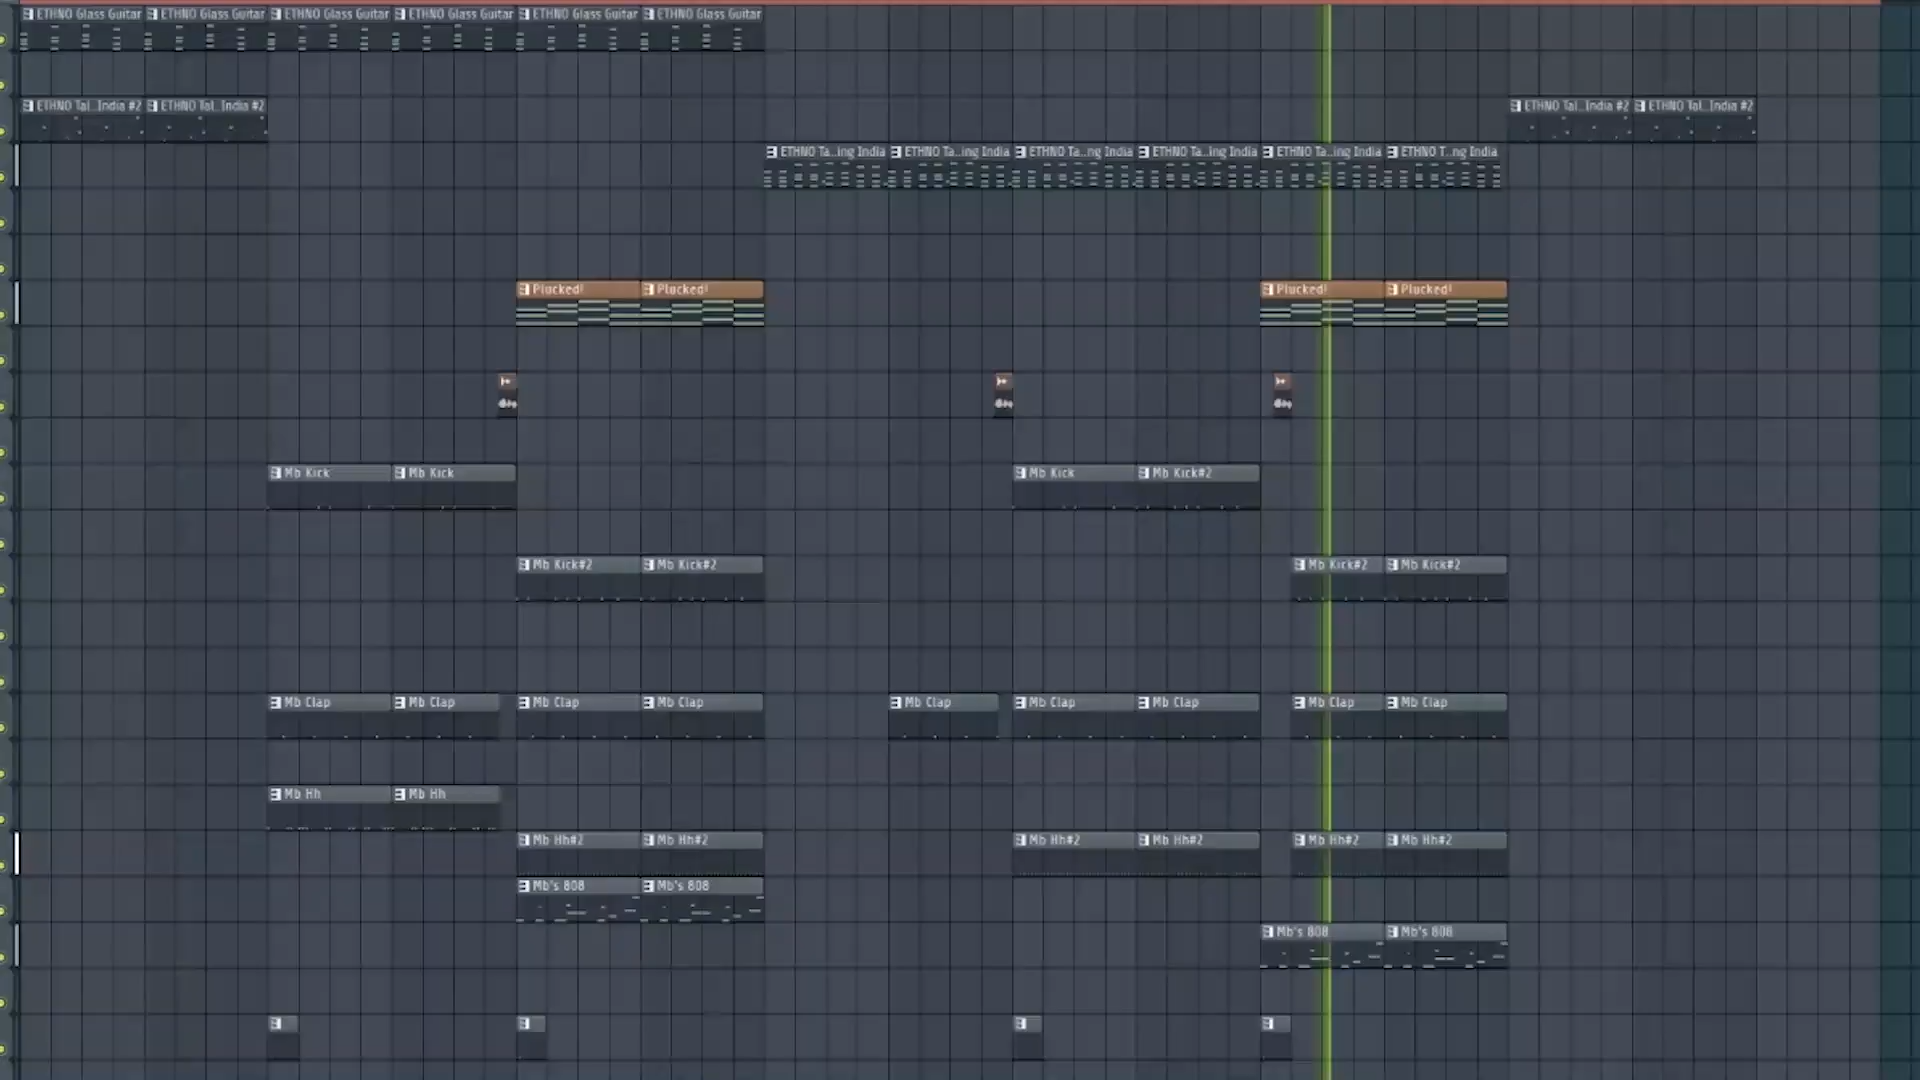 ETHNO Glass Guitar ETHNO Glass Guitar ETHNO Glass Guitar ETHNO Glass Guitar ETHNO Glass Guitar ETHNO Glass Guitar
ETHNO Tal..India #2 ETHNO Tal..India #2 ETHNO Tal..India #2 ETHNO Tal..India #2
ETHNO Ta..ing India ETHNO Ta..ing India ETHNO Ta..ng India ETHNO Ta..ing India ETHNO Ta..ing India ETHNO T..ng India
Plucked! Plucked! Plucked! Plucked!
Mb Kick Mb Kick Mb Kick Mb Kick#2
Mb Kick#2 Mb Kick#2 Mb Kick#2 Mb Kick#2
Mb Clap Mb Clap Mb Clap Mb Clap Mb Clap Mb Clap Mb Clap Mb Clap Mb Clap
Mb Hh Mb Hh
Mb Hh#2 Mb Hh#2 Mb Hh#2 Mb Hh#2 Mb Hh#2 Mb Hh#2
Mb's 808 Mb's 808
Mb's 808 Mb's 808